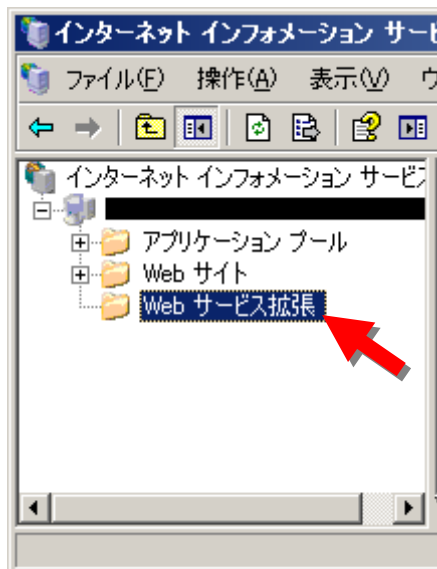 インターネット インフォメーション サービ
ファイル(F) 操作(A) 表示(V) ウ
インターネット インフォメーション サービ
アプリケーション プール
Web サイト
Web サービス拡張